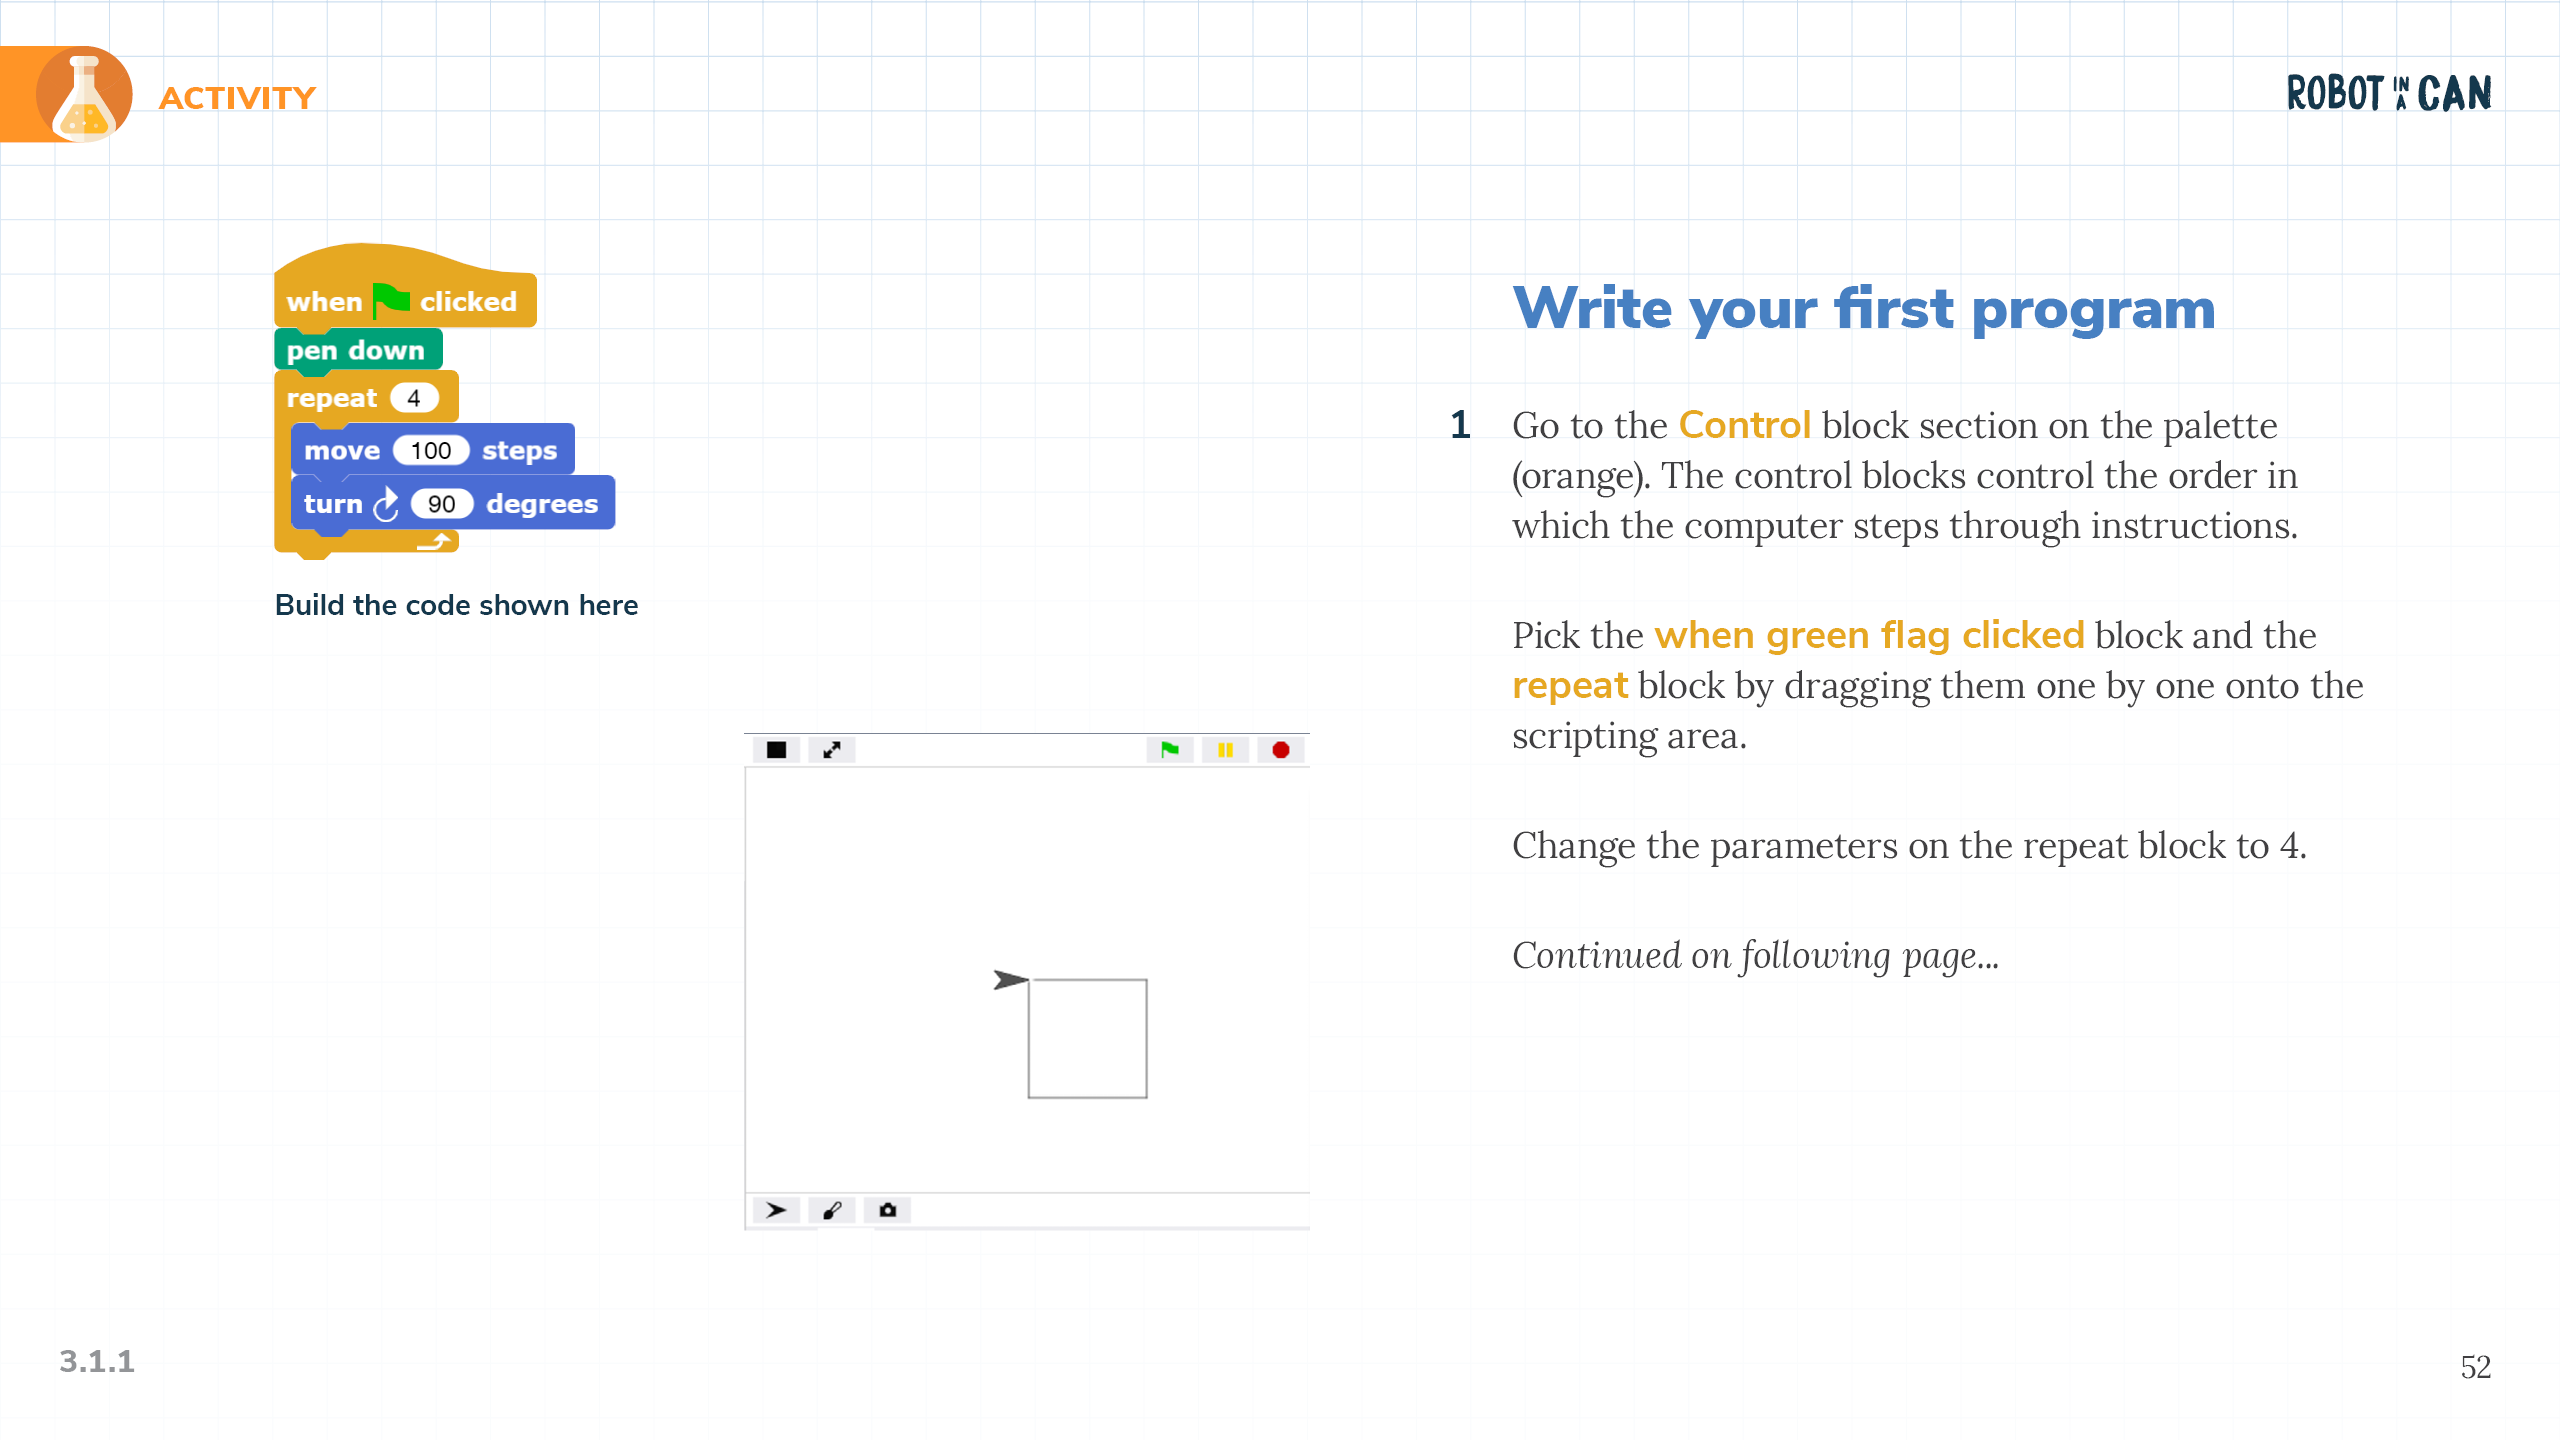 ACTIVITY
ROBOT IN A CAN
when clicked
pen down
repeat 4
move 100 steps
turn 90 degrees
Build the code shown here
Write your first program
1 Go to the Control block section on the palette
(orange). The control blocks control the order in
which the computer steps through instructions.
Pick the when green flag clicked block and the
repeat block by dragging them one by one onto the
scripting area.
Change the parameters on the repeat block to 4.
Continued on following page...
3.1.1
52